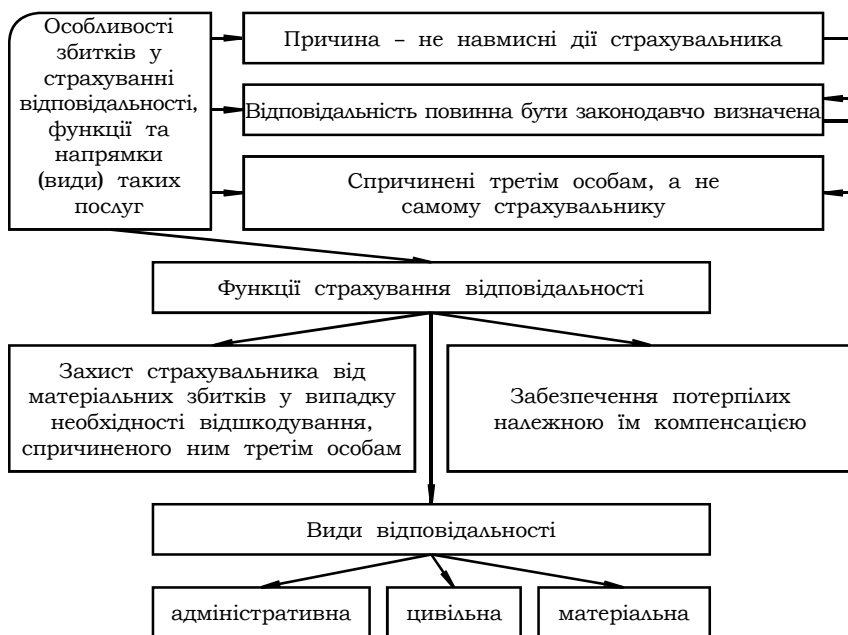 Особливості
збитків у
страхуванні
відповідальності,
функції та
напрямки
(види) таких
послуг
Причина – не навмисні дії страхувальника
Відповідальність повинна бути законодавчо визначена
Спричинені третім особам, а не
самому страхувальнику
Функції страхування відповідальності
Захист страхувальника від
матеріальних збитків у випадку
необхідності відшкодування,
спричиненого ним третім особам
Забезпечення потерпілих
належною їм компенсацією
Види відповідальності
адміністративна
цивільна
матеріальна